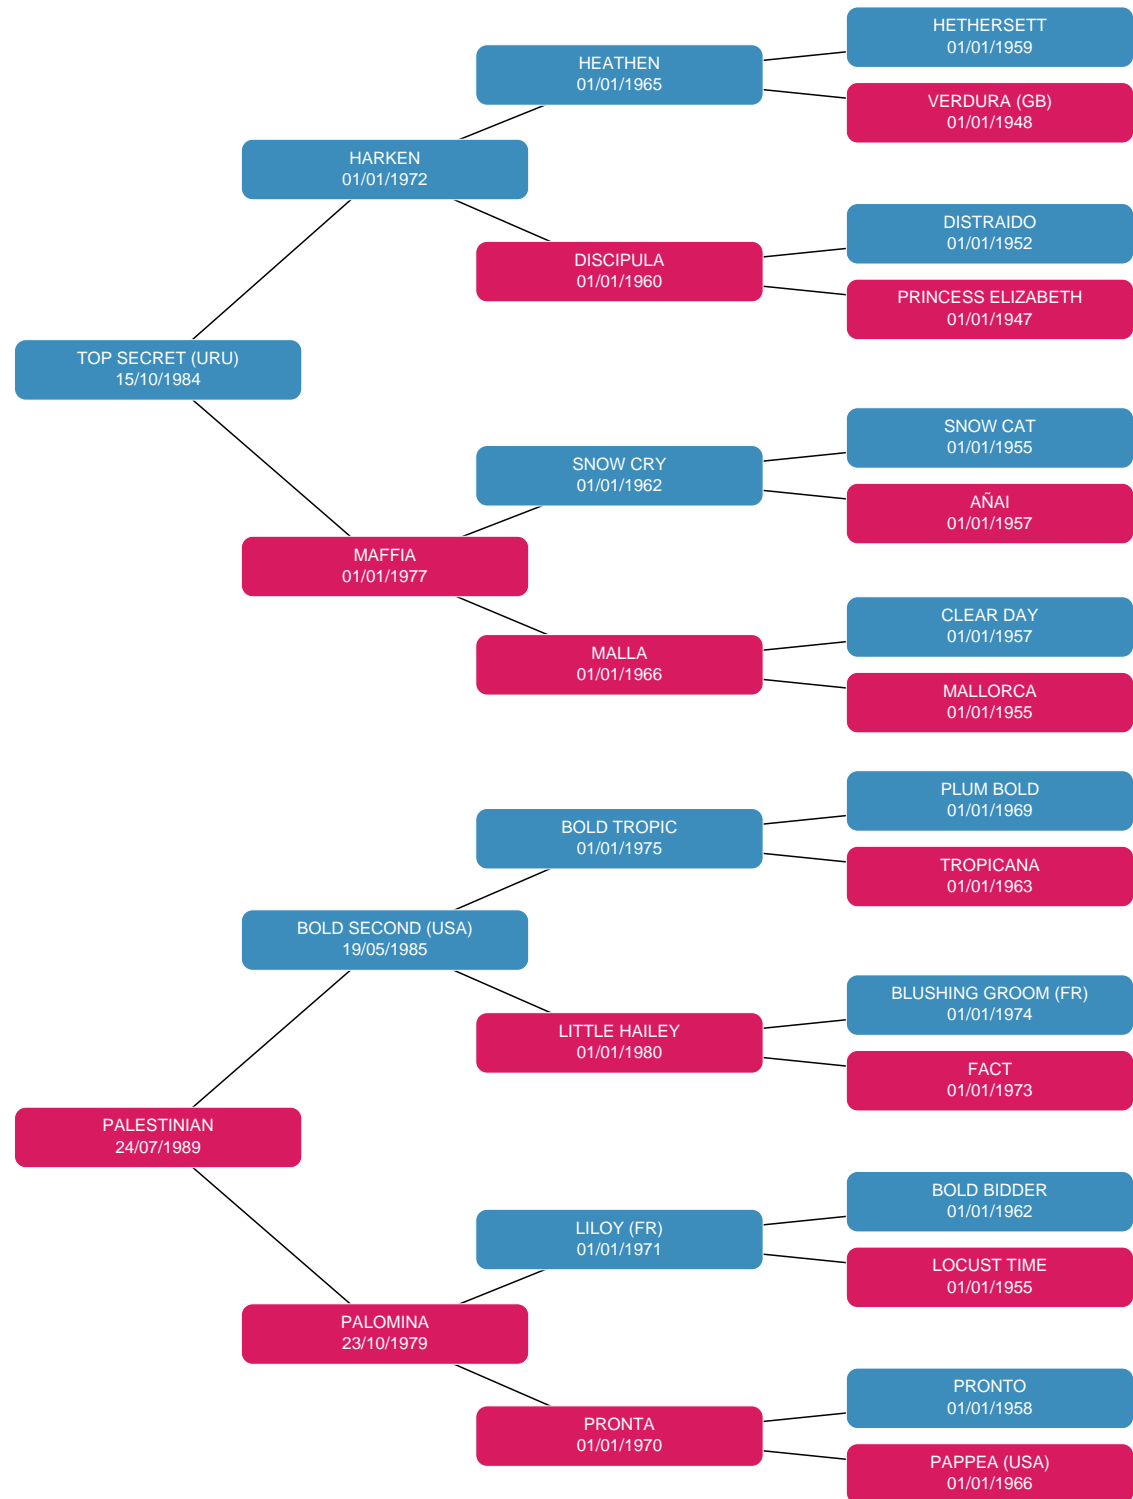 HETHERSETT
01/01/1959
HEATHEN
01/01/1965
VERDURA (GB)
01/01/1948
HARKEN
01/01/1972
DISTRAIDO
01/01/1952
DISCIPULA
01/01/1960
PRINCESS ELIZABETH
01/01/1947
TOP SECRET (URU)
15/10/1984
SNOW CAT
01/01/1955
SNOW CRY
01/01/1962
AÑAI
01/01/1957
MAFFIA
01/01/1977
CLEAR DAY
01/01/1957
MALLA
01/01/1966
MALLORCA
01/01/1955
PLUM BOLD
01/01/1969
BOLD TROPIC
01/01/1975
TROPICANA
01/01/1963
BOLD SECOND (USA)
19/05/1985
BLUSHING GROOM (FR)
01/01/1974
LITTLE HAILEY
01/01/1980
FACT
01/01/1973
PALESTINIAN
24/07/1989
BOLD BIDDER
01/01/1962
LILOY (FR)
01/01/1971
LOCUST TIME
01/01/1955
PALOMINA
23/10/1979
PRONTO
01/01/1958
PRONTA
01/01/1970
PAPPEA (USA)
01/01/1966